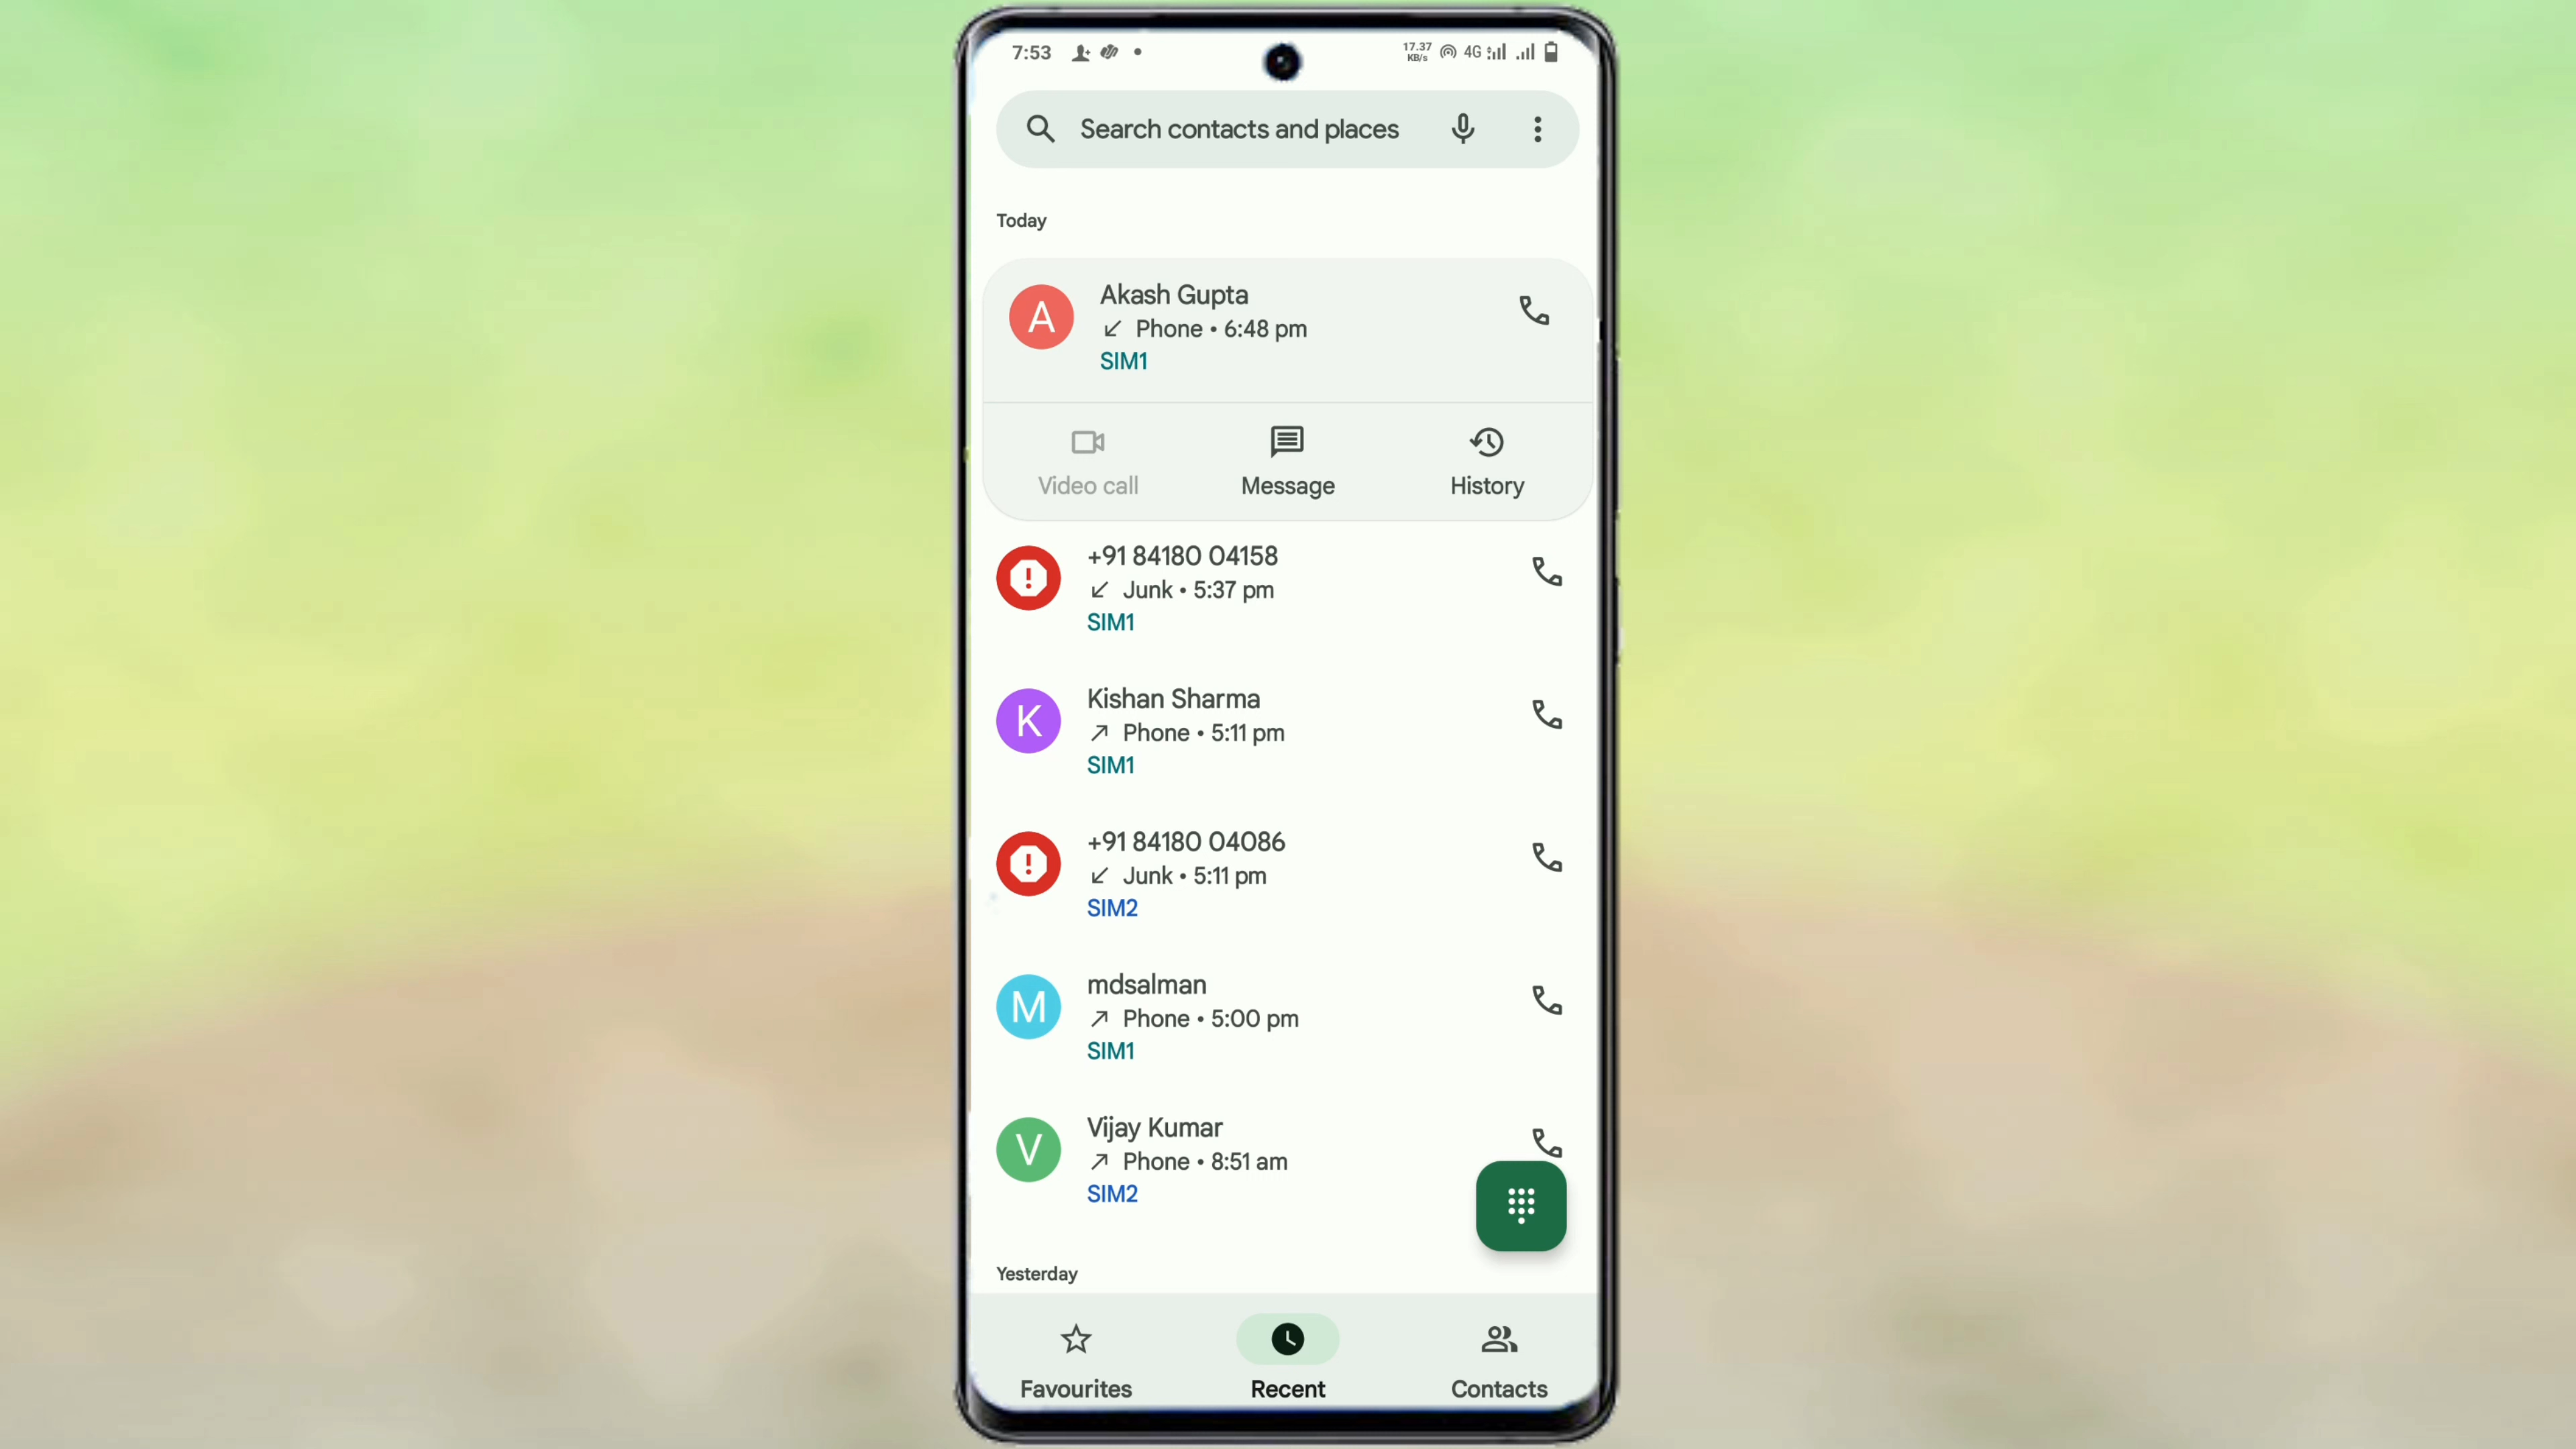 7:53
17.37 KB/s 4G
Search contacts and places
Today
A
Akash Gupta
Phone • 6:48 pm
SIM1
Video call
Message
History
+91 84180 04158
Junk • 5:37 pm
SIM1
K
Kishan Sharma
Phone • 5:11 pm
SIM1
+91 84180 04086
Junk • 5:11 pm
SIM2
M
mdsalman
Phone • 5:00 pm
SIM1
V
Vijay Kumar
Phone • 8:51 am
SIM2
Yesterday
Favourites
Recent
Contacts